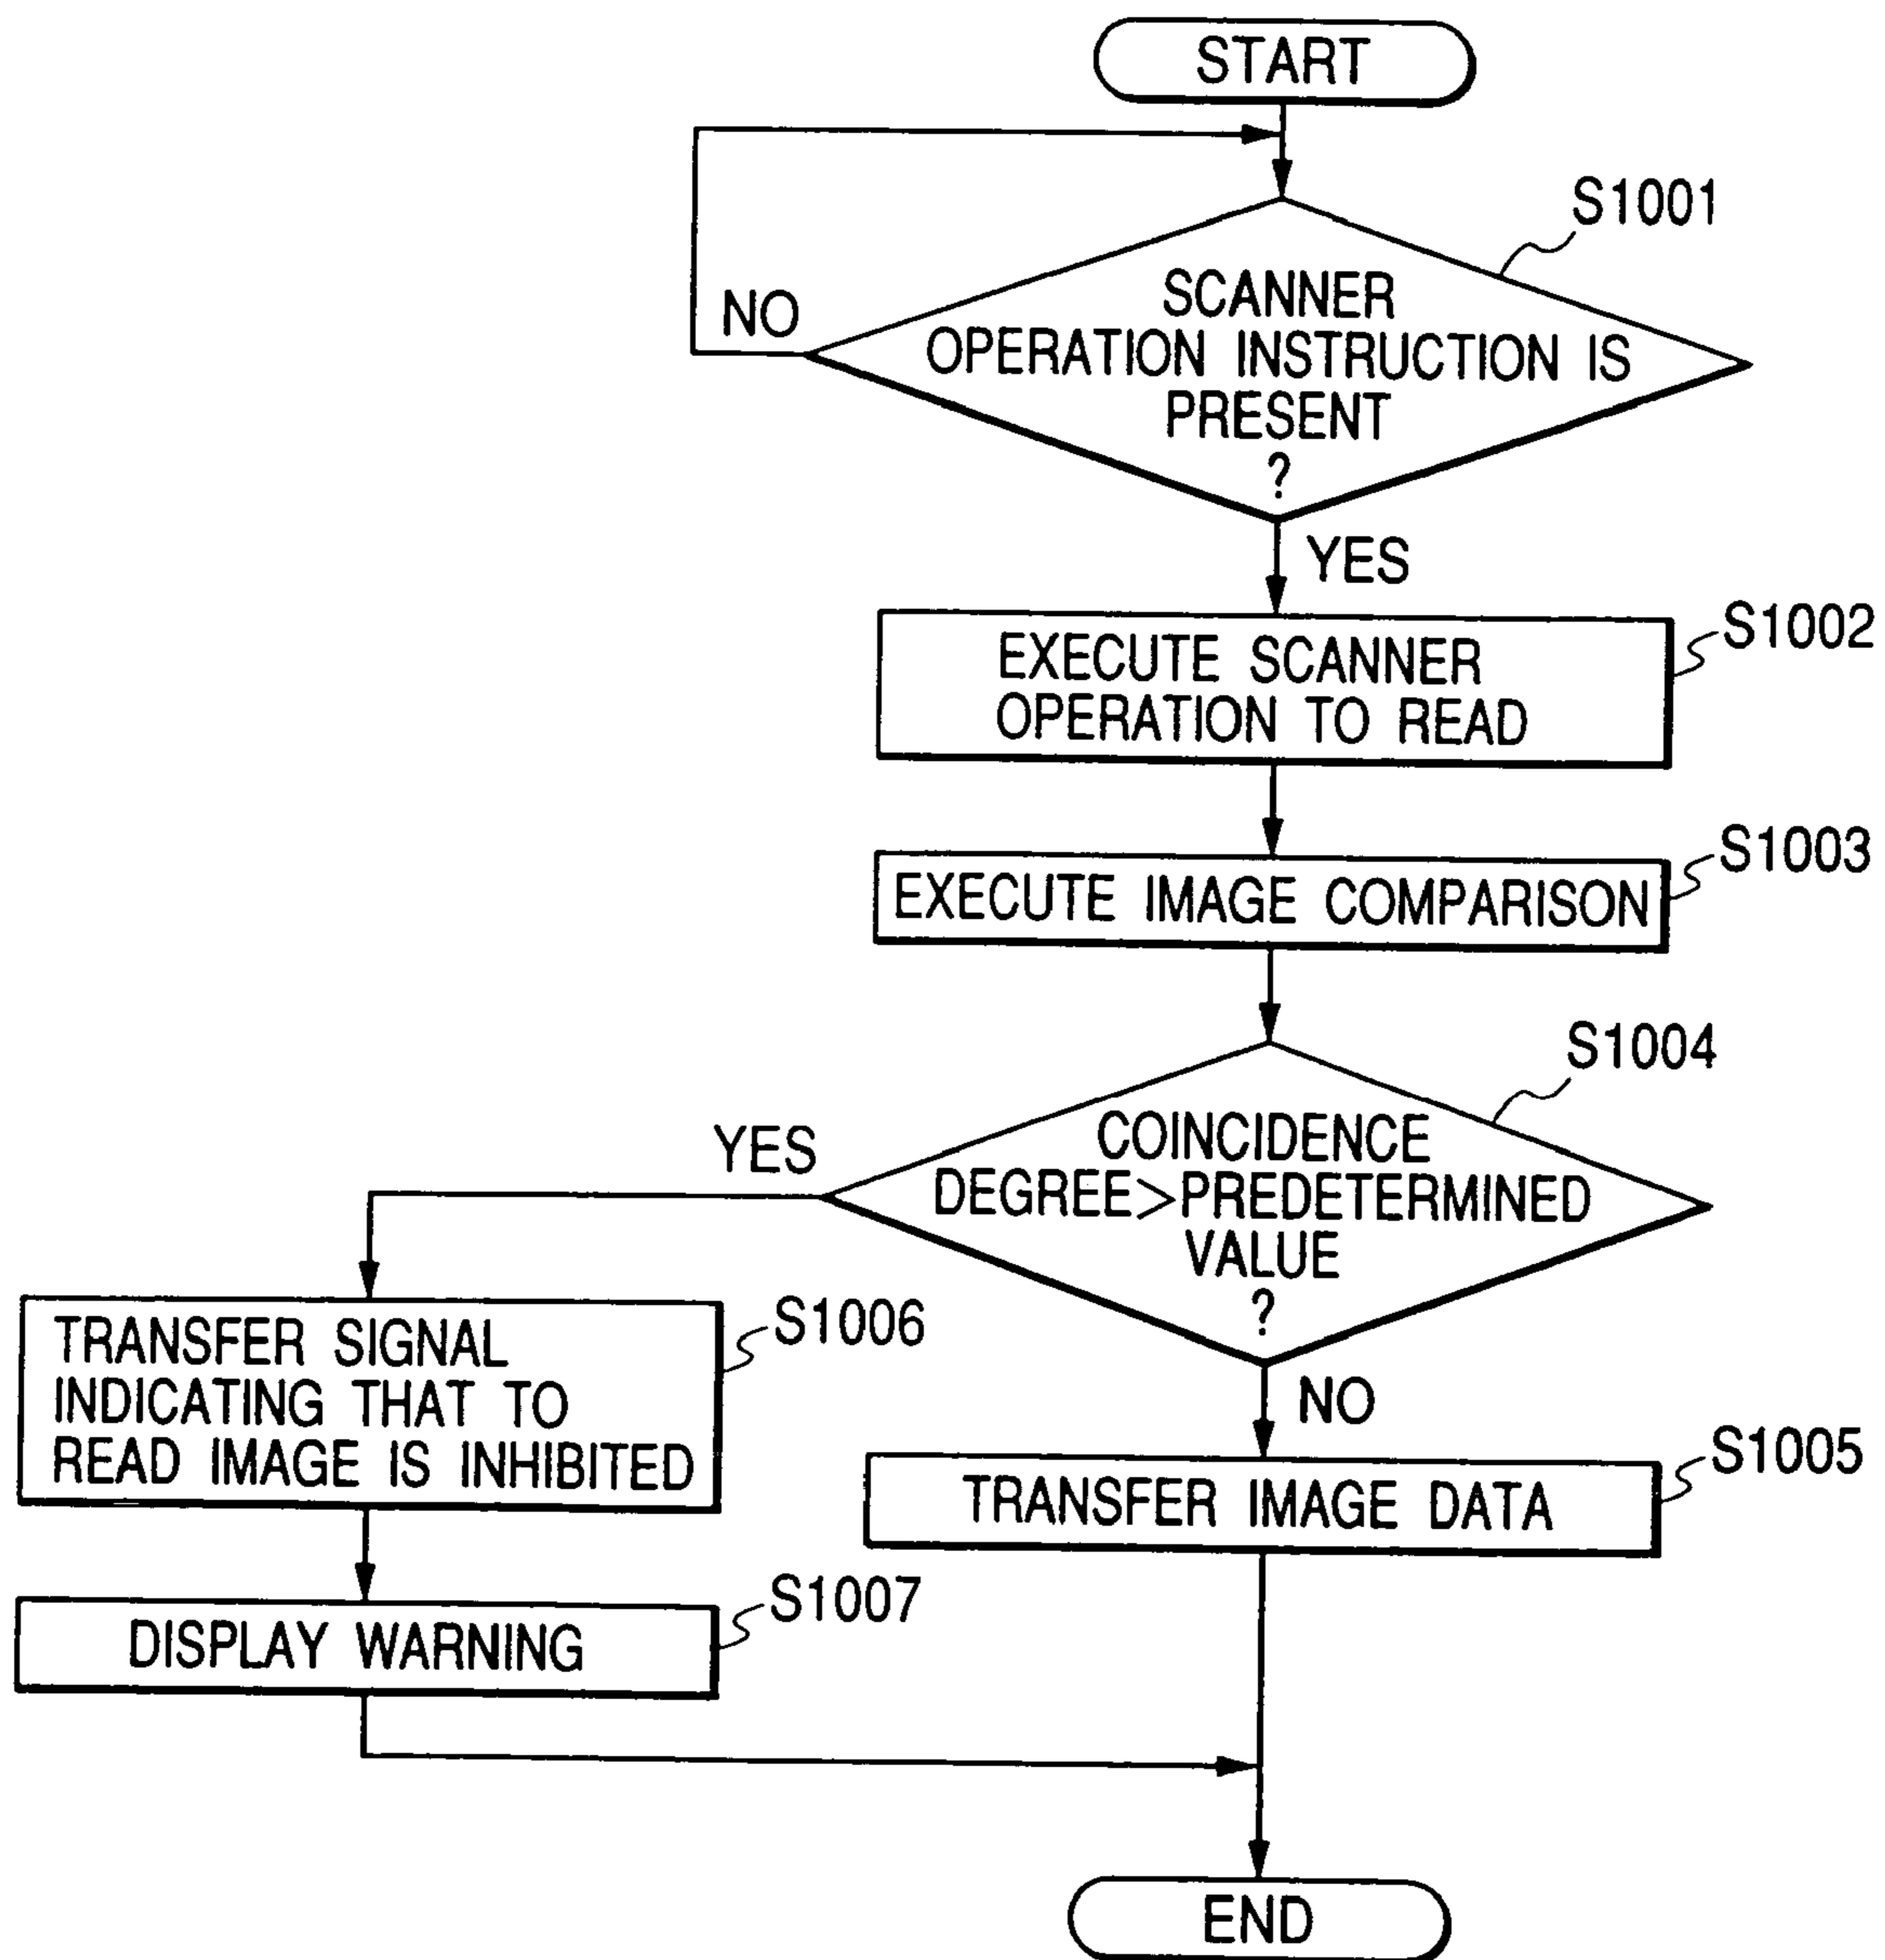 START
S1001
NO
SCANNER
OPERATION INSTRUCTION IS
PRESENT
?
YES
S1002
EXECUTE SCANNER
OPERATION TO READ
S1003
EXECUTE IMAGE COMPARISON
S1004
YES
COINCIDENCE
DEGREE>PREDETERMINED
VALUE
?
NO
S1006
TRANSFER SIGNAL
INDICATING THAT TO
READ IMAGE IS INHIBITED
S1005
TRANSFER IMAGE DATA
S1007
DISPLAY WARNING
END